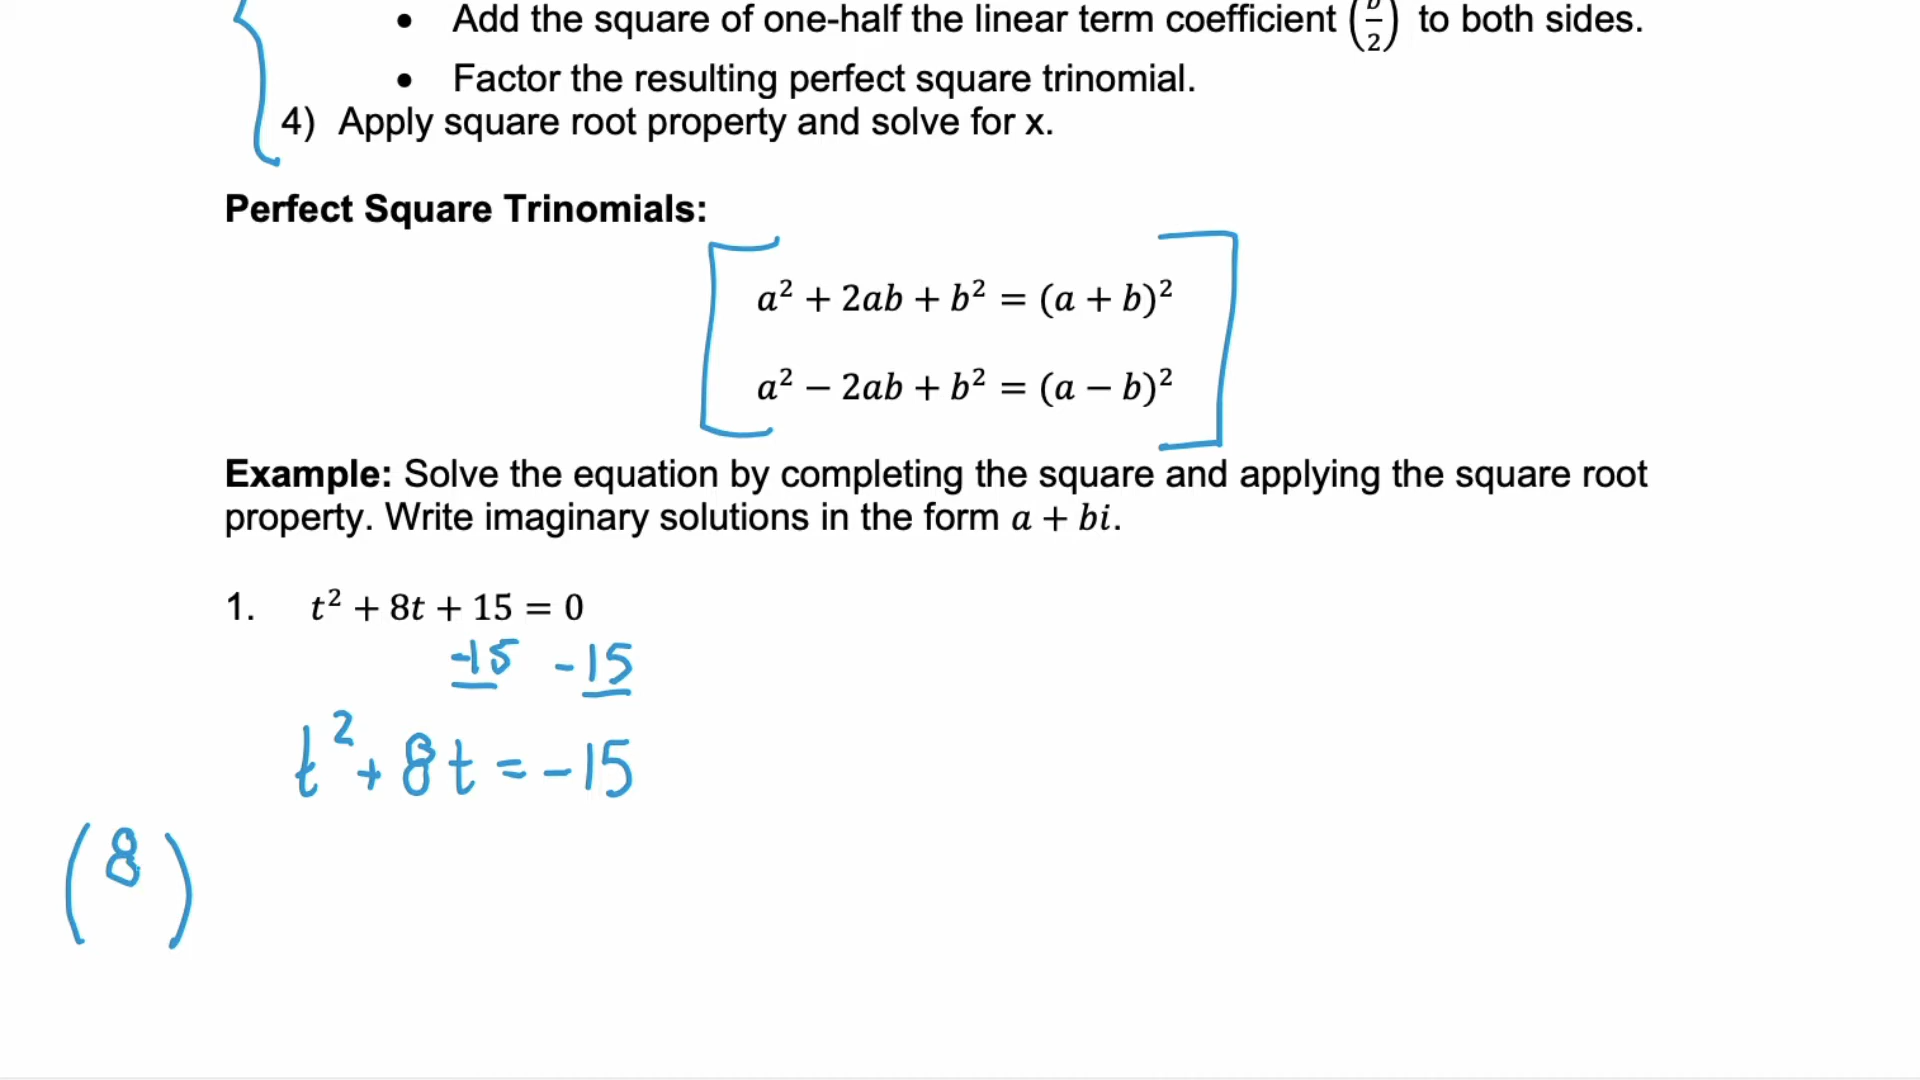 • Add the square of one-half the linear term coefficient (b/2) to both sides.
• Factor the resulting perfect square trinomial.
4) Apply square root property and solve for x.
Perfect Square Trinomials:
a² + 2ab + b² = (a + b)²
a² − 2ab + b² = (a − b)²
Example: Solve the equation by completing the square and applying the square root
property. Write imaginary solutions in the form a + bi.
1. t² + 8t + 15 = 0
-15 -15
t² + 8t = -15
(8)